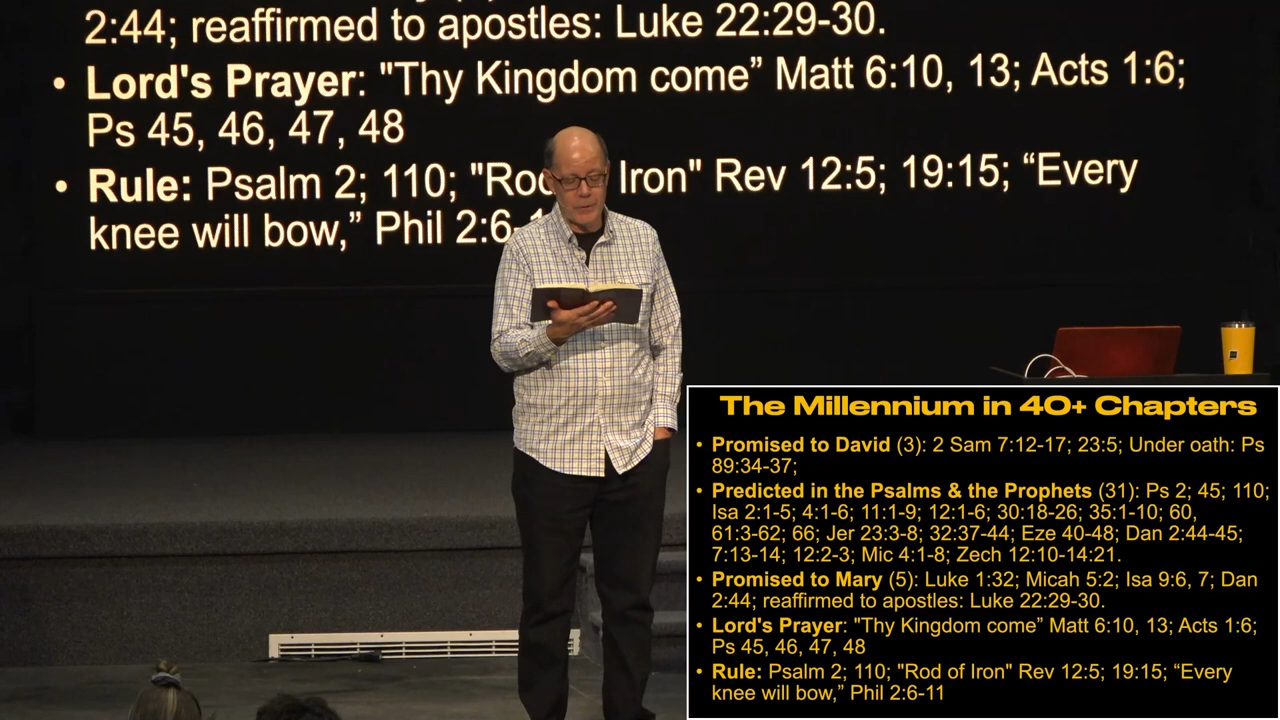 2:44; reaffirmed to apostles: Luke 22:29-30.
• Lord's Prayer: "Thy Kingdom come” Matt 6:10, 13; Acts 1:6;
Ps 45, 46, 47, 48
• Rule: Psalm 2; 110; "Rod Iron" Rev 12:5; 19:15; “Every
knee will bow,” Phil 2:6-1
The Millennium in 40+ Chapters
• Promised to David (3): 2 Sam 7:12-17; 23:5; Under oath: Ps
89:34-37;
• Predicted in the Psalms & the Prophets (31): Ps 2; 45; 110;
Isa 2:1-5; 4:1-6; 11:1-9; 12:1-6; 30:18-26; 35:1-10; 60,
61:3-62; 66; Jer 23:3-8; 32:37-44; Eze 40-48; Dan 2:44-45;
7:13-14; 12:2-3; Mic 4:1-8; Zech 12:10-14:21.
• Promised to Mary (5): Luke 1:32; Micah 5:2; Isa 9:6, 7; Dan
2:44; reaffirmed to apostles: Luke 22:29-30.
• Lord's Prayer: "Thy Kingdom come” Matt 6:10, 13; Acts 1:6;
Ps 45, 46, 47, 48
• Rule: Psalm 2; 110; "Rod of Iron" Rev 12:5; 19:15; “Every
knee will bow,” Phil 2:6-11